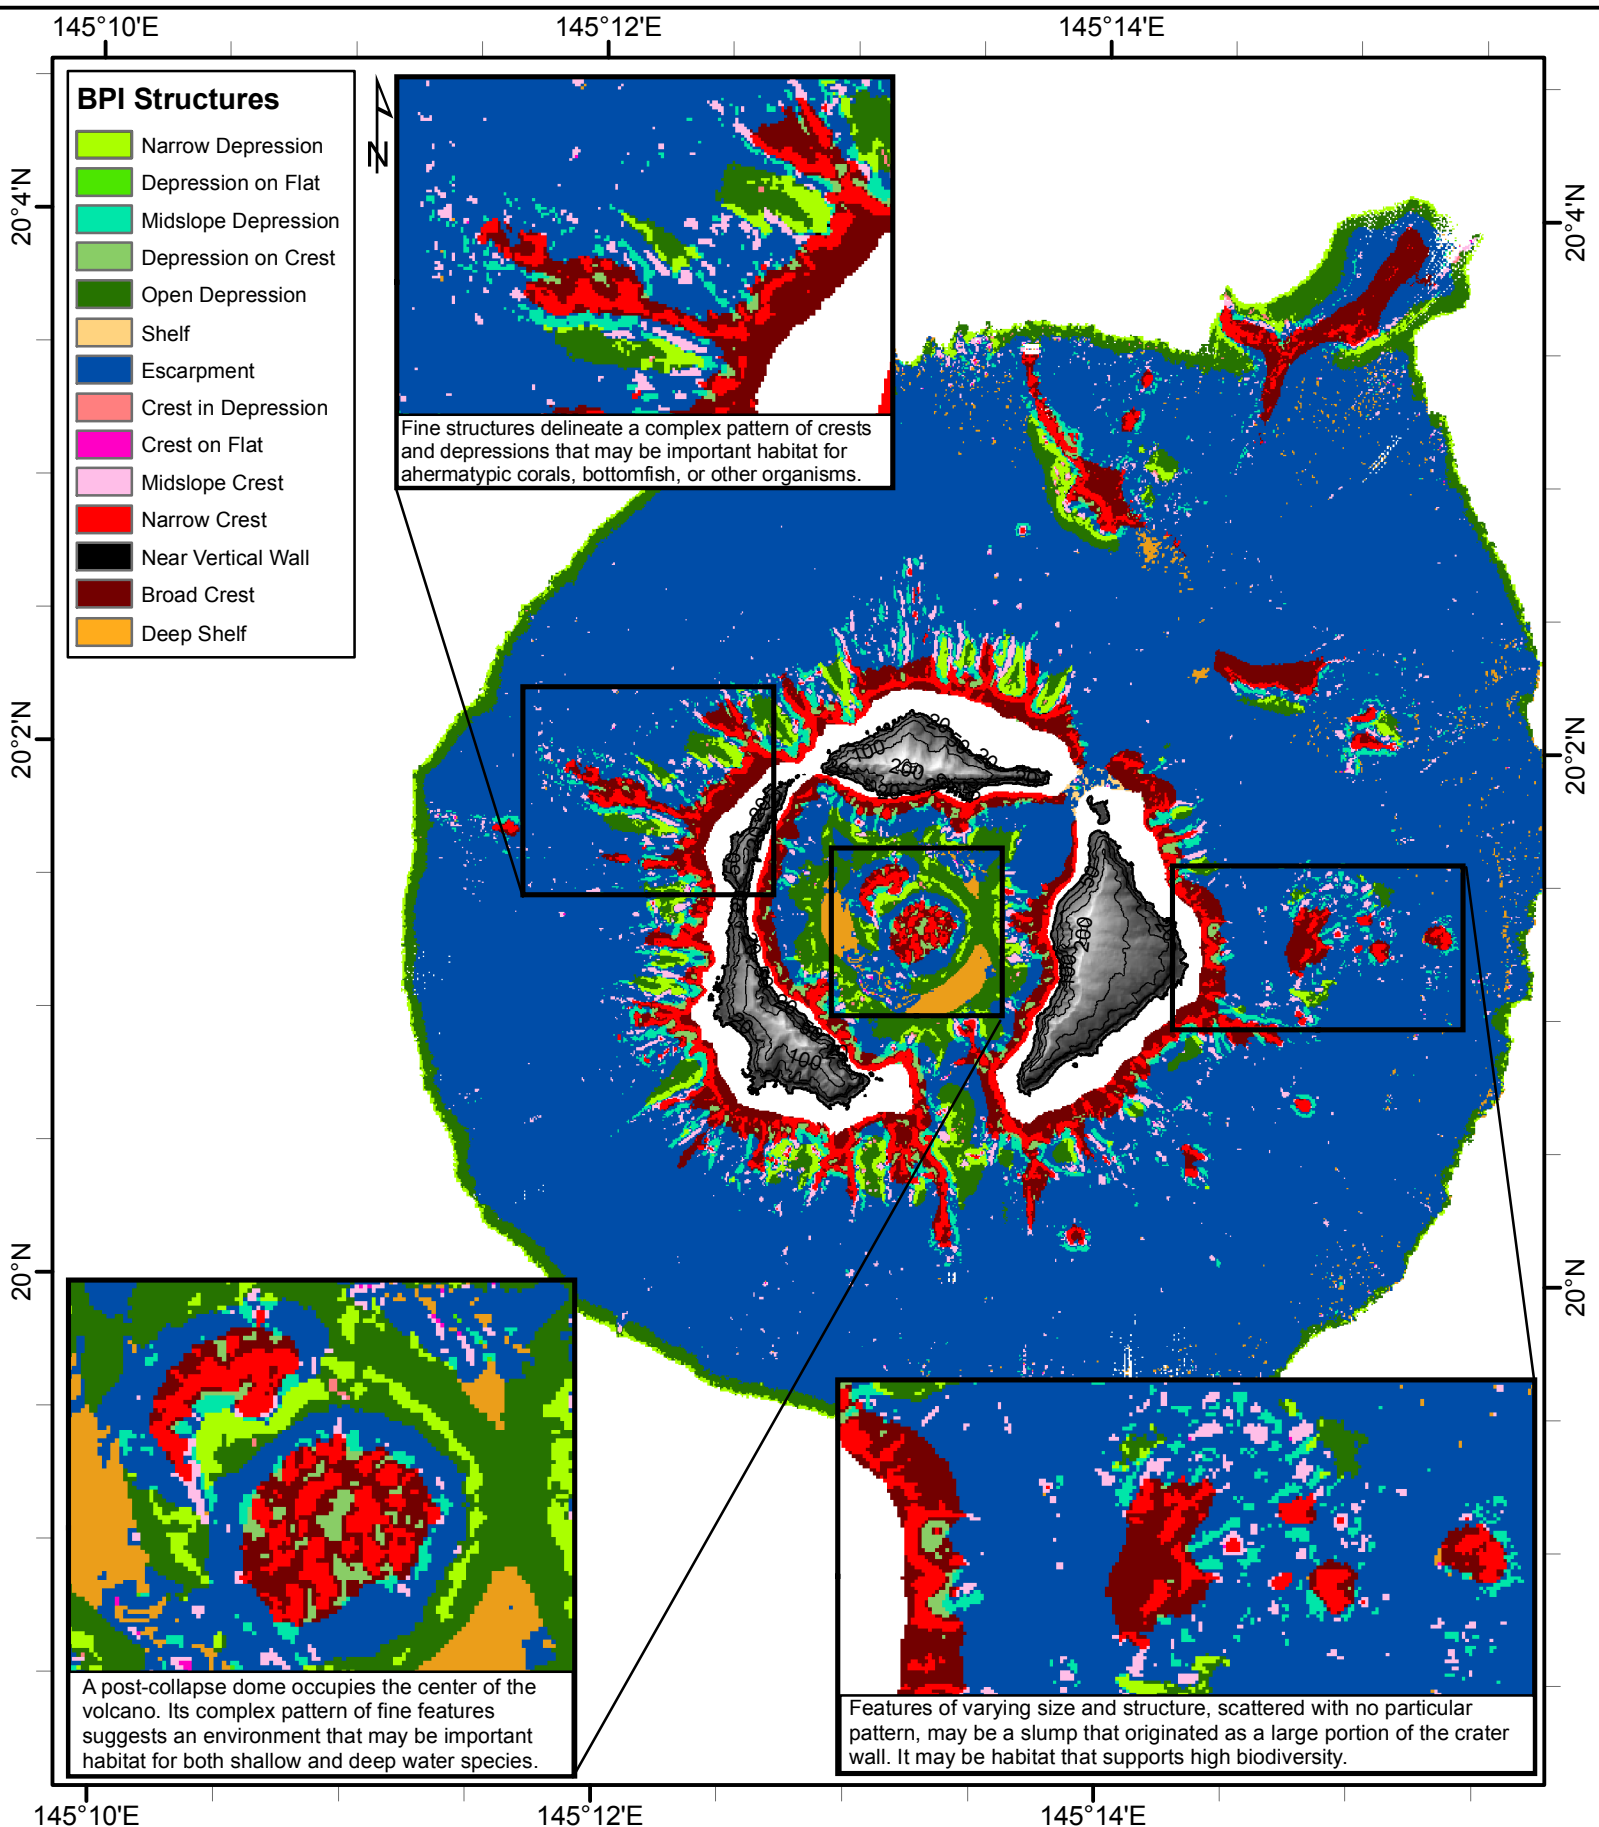 145°10'E
145°12'E
145°14'E
BPI Structures
Narrow Depression
Depression on Flat
Midslope Depression
Depression on Crest
Open Depression
Shelf
Escarpment
Crest in Depression
Crest on Flat
Midslope Crest
Narrow Crest
Near Vertical Wall
Broad Crest
Deep Shelf
N
Fine structures delineate a complex pattern of crests
and depressions that may be important habitat for
ahermatypic corals, bottomfish, or other organisms.
20°4'N
20°4'N
20°2'N
20°2'N
20°N
20°N
100
200
200
100
100
A post-collapse dome occupies the center of the
volcano. Its complex pattern of fine features
suggests an environment that may be important
habitat for both shallow and deep water species.
Features of varying size and structure, scattered with no particular
pattern, may be a slump that originated as a large portion of the crater
wall. It may be habitat that supports high biodiversity.
145°10'E
145°12'E
145°14'E